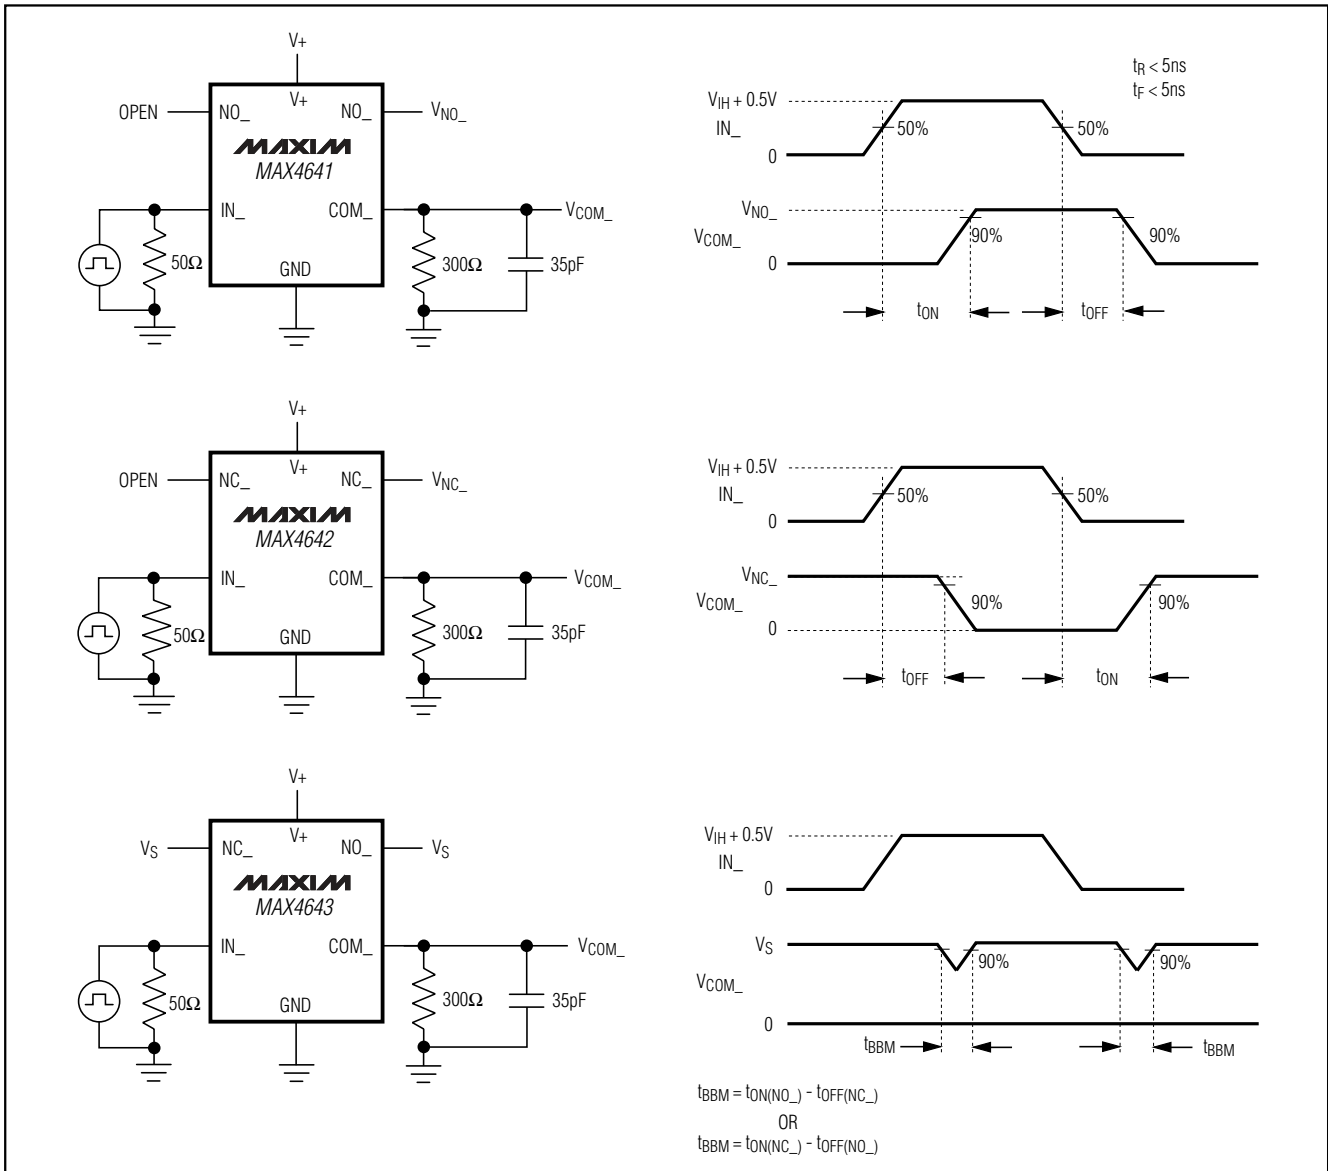 V+
V+
OPEN
NO_
NO_
V_NO_
MAXIM
MAX4641
IN_
COM_
V_COM_
50Ω
300Ω
35pF
GND
t_R < 5ns
t_F < 5ns
V_IH + 0.5V
IN_
50%
50%
0
V_NO_
V_COM_
90%
90%
0
t_ON
t_OFF
V+
V+
OPEN
NC_
NC_
V_NC_
MAXIM
MAX4642
IN_
COM_
V_COM_
50Ω
300Ω
35pF
GND
V_IH + 0.5V
IN_
50%
50%
0
V_NC_
V_COM_
90%
90%
0
t_OFF
t_ON
V+
V+
V_S
NC_
NO_
V_S
MAXIM
MAX4643
IN_
COM_
V_COM_
50Ω
300Ω
35pF
GND
V_IH + 0.5V
IN_
0
V_S
90%
90%
V_COM_
0
t_BBM
t_BBM
t_BBM = t_ON(NO_) - t_OFF(NC_)
OR
t_BBM = t_ON(NC_) - t_OFF(NO_)